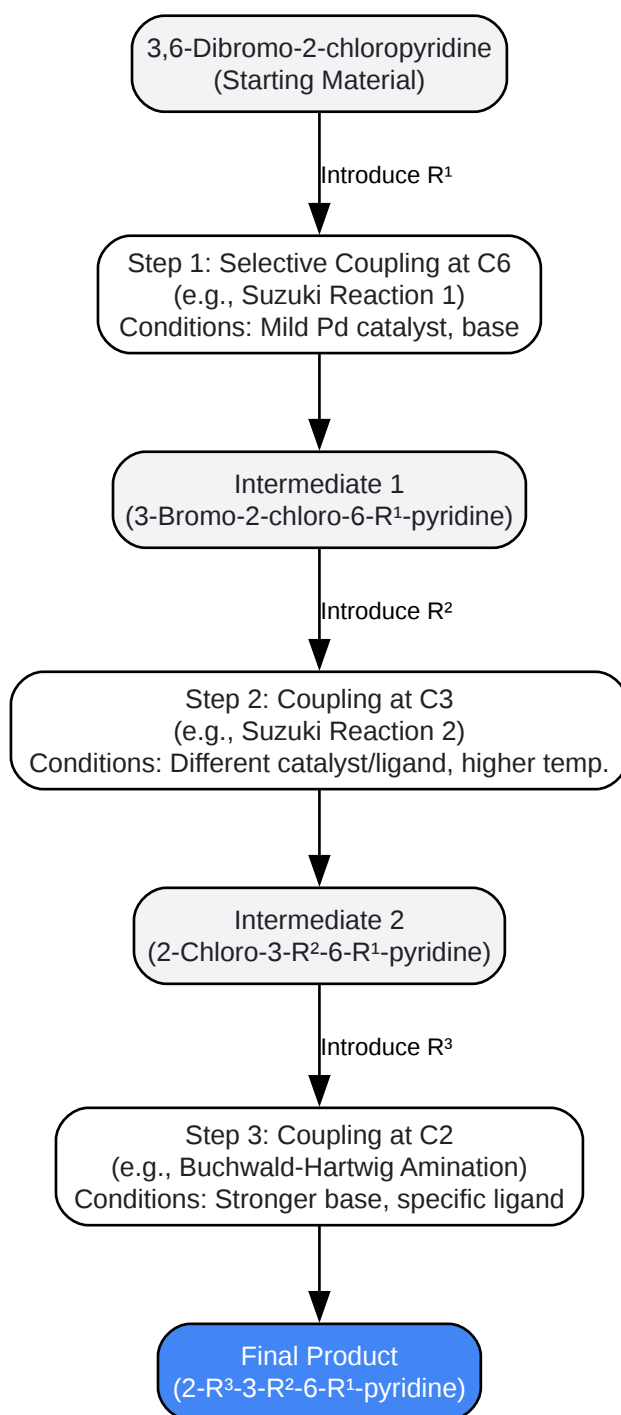 3,6-Dibromo-2-chloropyridine
(Starting Material)
Introduce R¹
Step 1: Selective Coupling at C6
(e.g., Suzuki Reaction 1)
Conditions: Mild Pd catalyst, base
Intermediate 1
(3-Bromo-2-chloro-6-R¹-pyridine)
Introduce R²
Step 2: Coupling at C3
(e.g., Suzuki Reaction 2)
Conditions: Different catalyst/ligand, higher temp.
Intermediate 2
(2-Chloro-3-R²-6-R¹-pyridine)
Introduce R³
Step 3: Coupling at C2
(e.g., Buchwald-Hartwig Amination)
Conditions: Stronger base, specific ligand
Final Product
(2-R³-3-R²-6-R¹-pyridine)